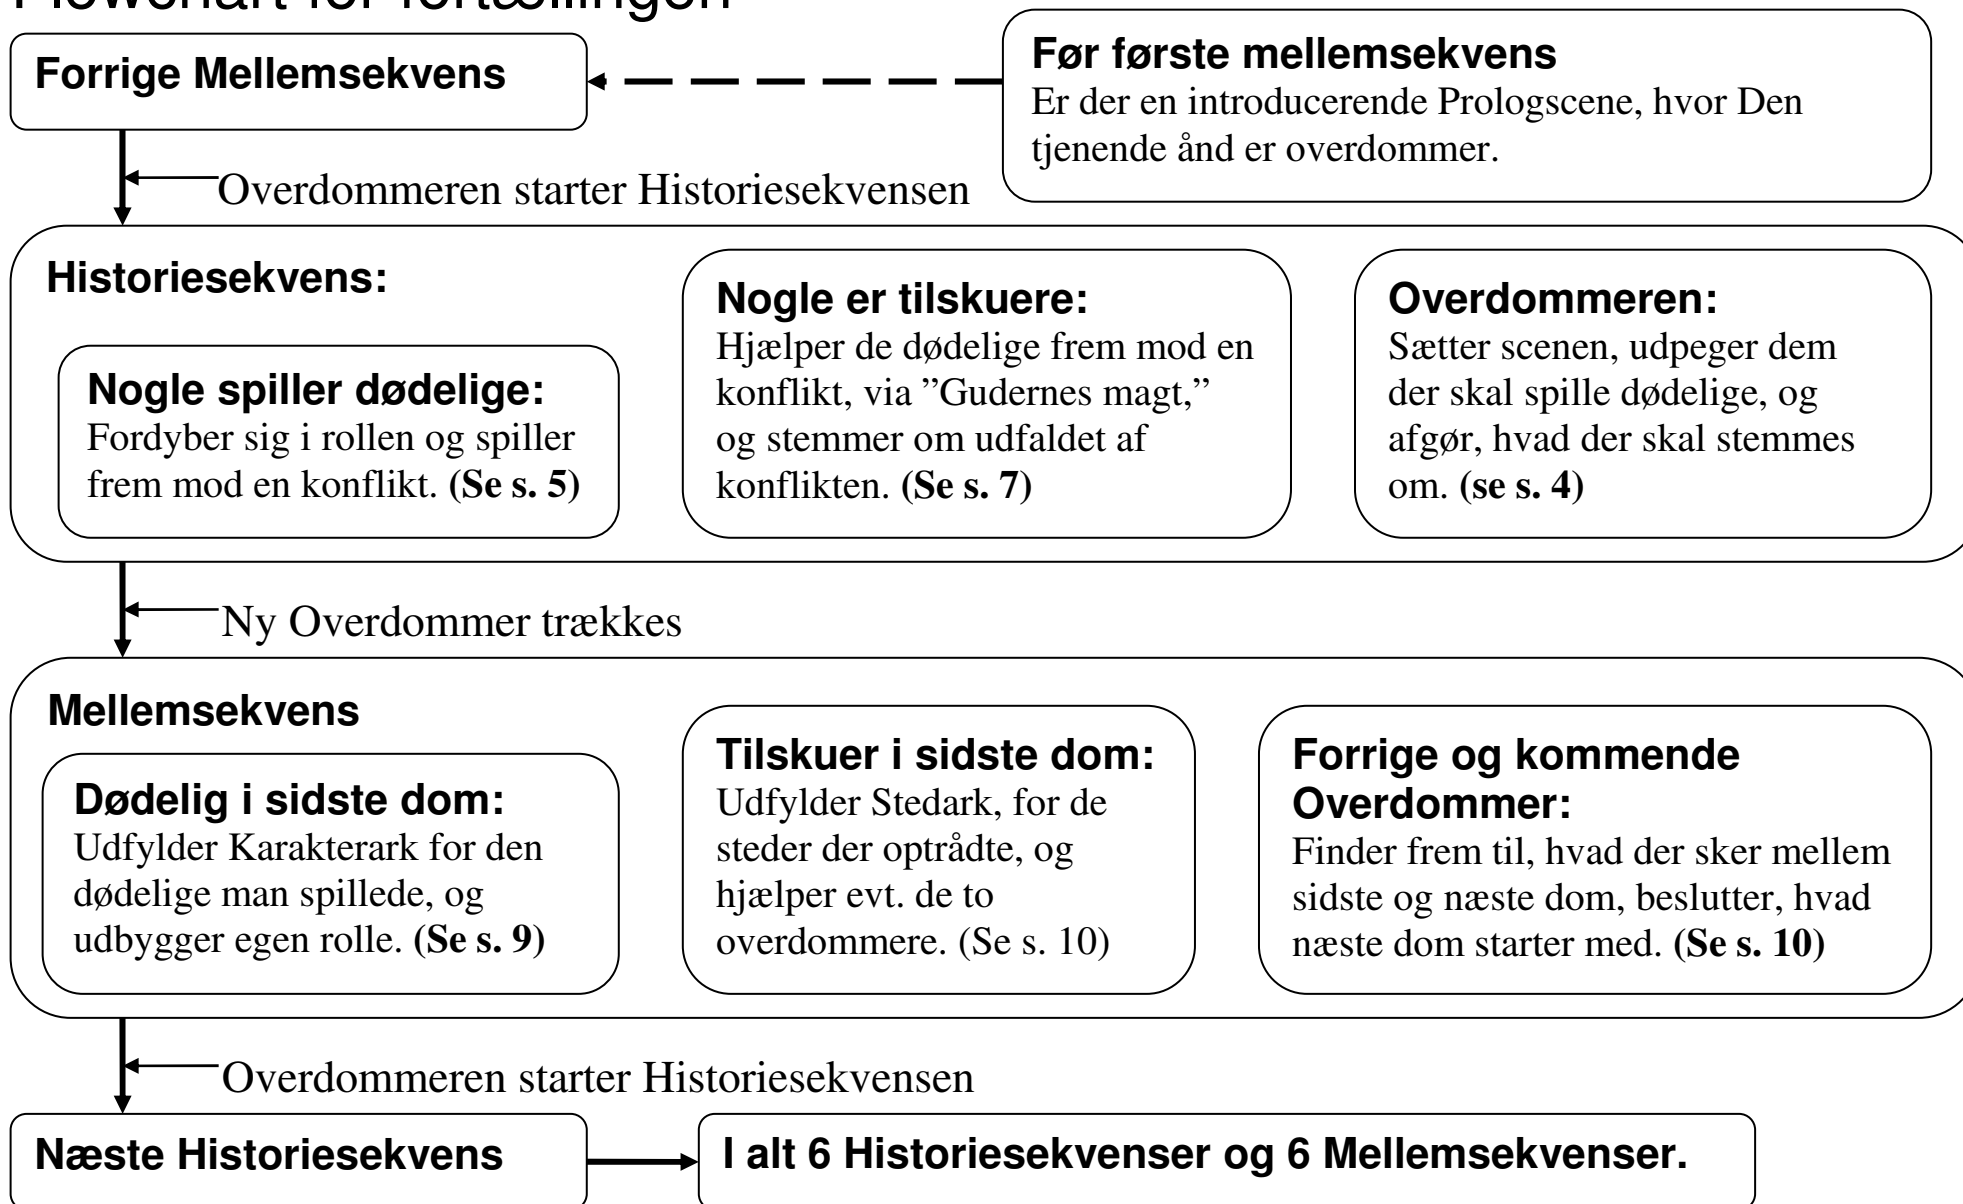 Flowchart for fortællingen
Forrige Mellemsekvens
Før første mellemsekvens
Er der en introducerende Prologscene, hvor Den
tjenende ånd er overdommer.
Overdommeren starter Historiesekvensen
Historiesekvens:
Nogle spiller dødelige:
Fordyber sig i rollen og spiller
frem mod en konflikt. (Se s. 5)
Nogle er tilskuere:
Hjælper de dødelige frem mod en
konflikt, via ”Gudernes magt,”
og stemmer om udfaldet af
konflikten. (Se s. 7)
Overdommeren:
Sætter scenen, udpeger dem
der skal spille dødelige, og
afgør, hvad der skal stemmes
om. (se s. 4)
Ny Overdommer trækkes
Mellemsekvens
Dødelig i sidste dom:
Udfylder Karakterark for den
dødelige man spillede, og
udbygger egen rolle. (Se s. 9)
Tilskuer i sidste dom:
Udfylder Stedark, for de
steder der optrådte, og
hjælper evt. de to
overdommere. (Se s. 10)
Forrige og kommende
Overdommer:
Finder frem til, hvad der sker mellem
sidste og næste dom, beslutter, hvad
næste dom starter med. (Se s. 10)
Overdommeren starter Historiesekvensen
Næste Historiesekvens
I alt 6 Historiesekvenser og 6 Mellemsekvenser.